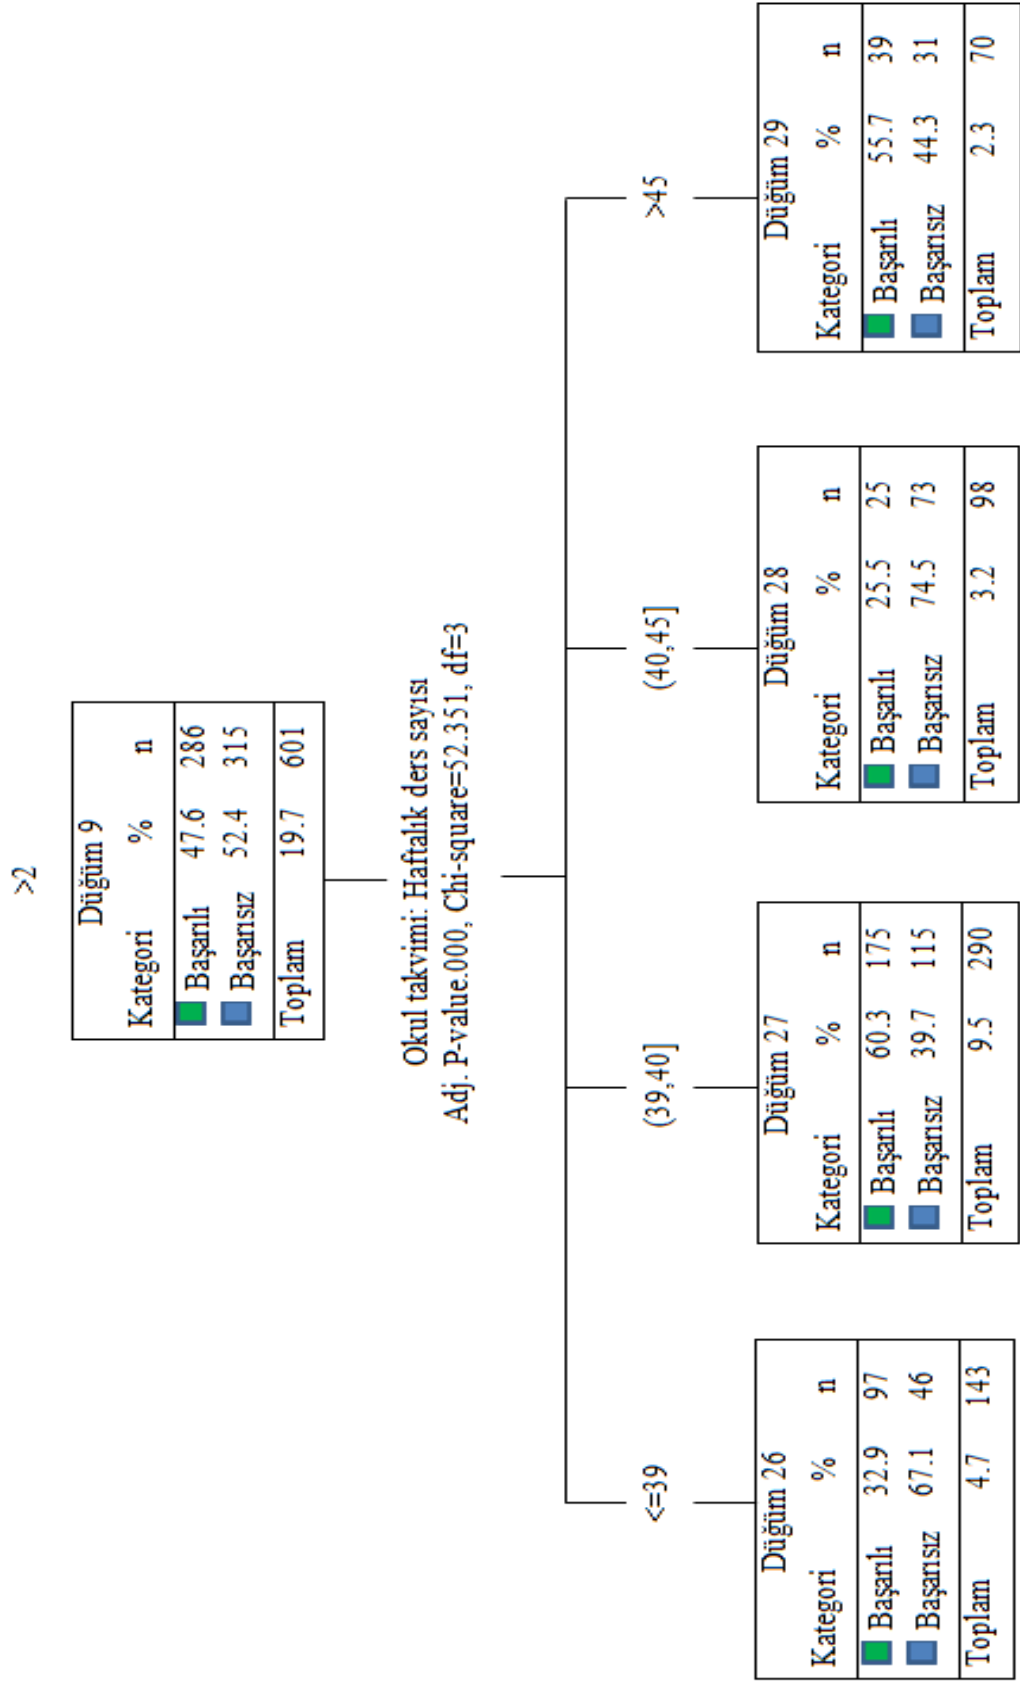 >2
Düğüm 9
Kategori % n
Başarılı 47.6 286
Başarısız 52.4 315
Toplam 19.7 601
Okul takvimi: Haftalık ders sayısı
Adj. P-value.000, Chi-square=52.351, df=3
<=39
Düğüm 26
Kategori % n
Başarılı 32.9 97
Başarısız 67.1 46
Toplam 4.7 143
(39,40]
Düğüm 27
Kategori % n
Başarılı 60.3 175
Başarısız 39.7 115
Toplam 9.5 290
(40,45]
Düğüm 28
Kategori % n
Başarılı 25.5 25
Başarısız 74.5 73
Toplam 3.2 98
>45
Düğüm 29
Kategori % n
Başarılı 55.7 39
Başarısız 44.3 31
Toplam 2.3 70